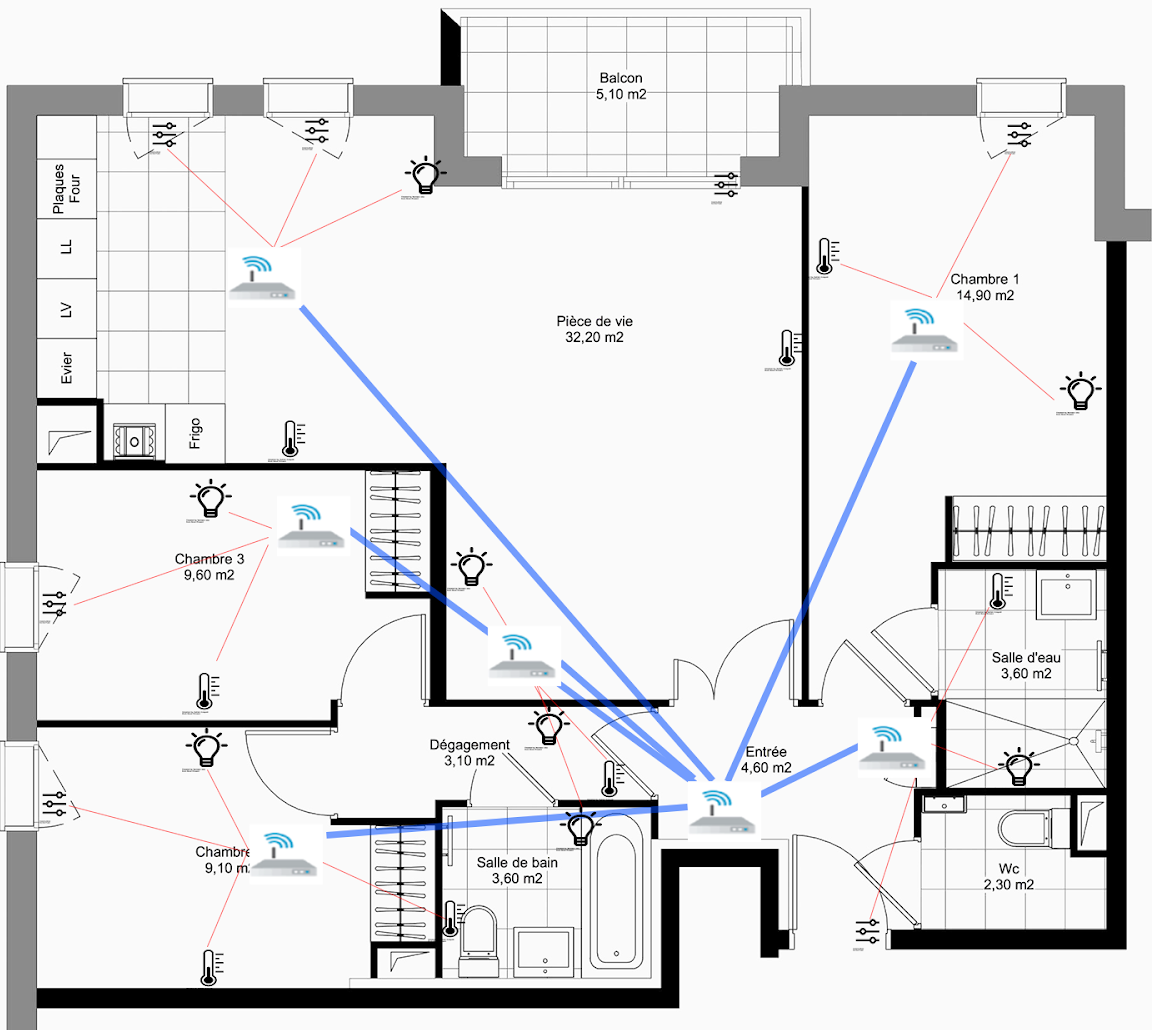 Balcon
5,10 m2
Plaques
Four
LL
LV
Evier
Frigo
Pièce de vie
32,20 m2
Chambre 1
14,90 m2
Chambre 3
9,60 m2
Salle d'eau
3,60 m2
Dégagement
3,10 m2
Entrée
4,60 m2
Chambre
9,10 m
Salle de bain
3,60 m2
Wc
2,30 m2